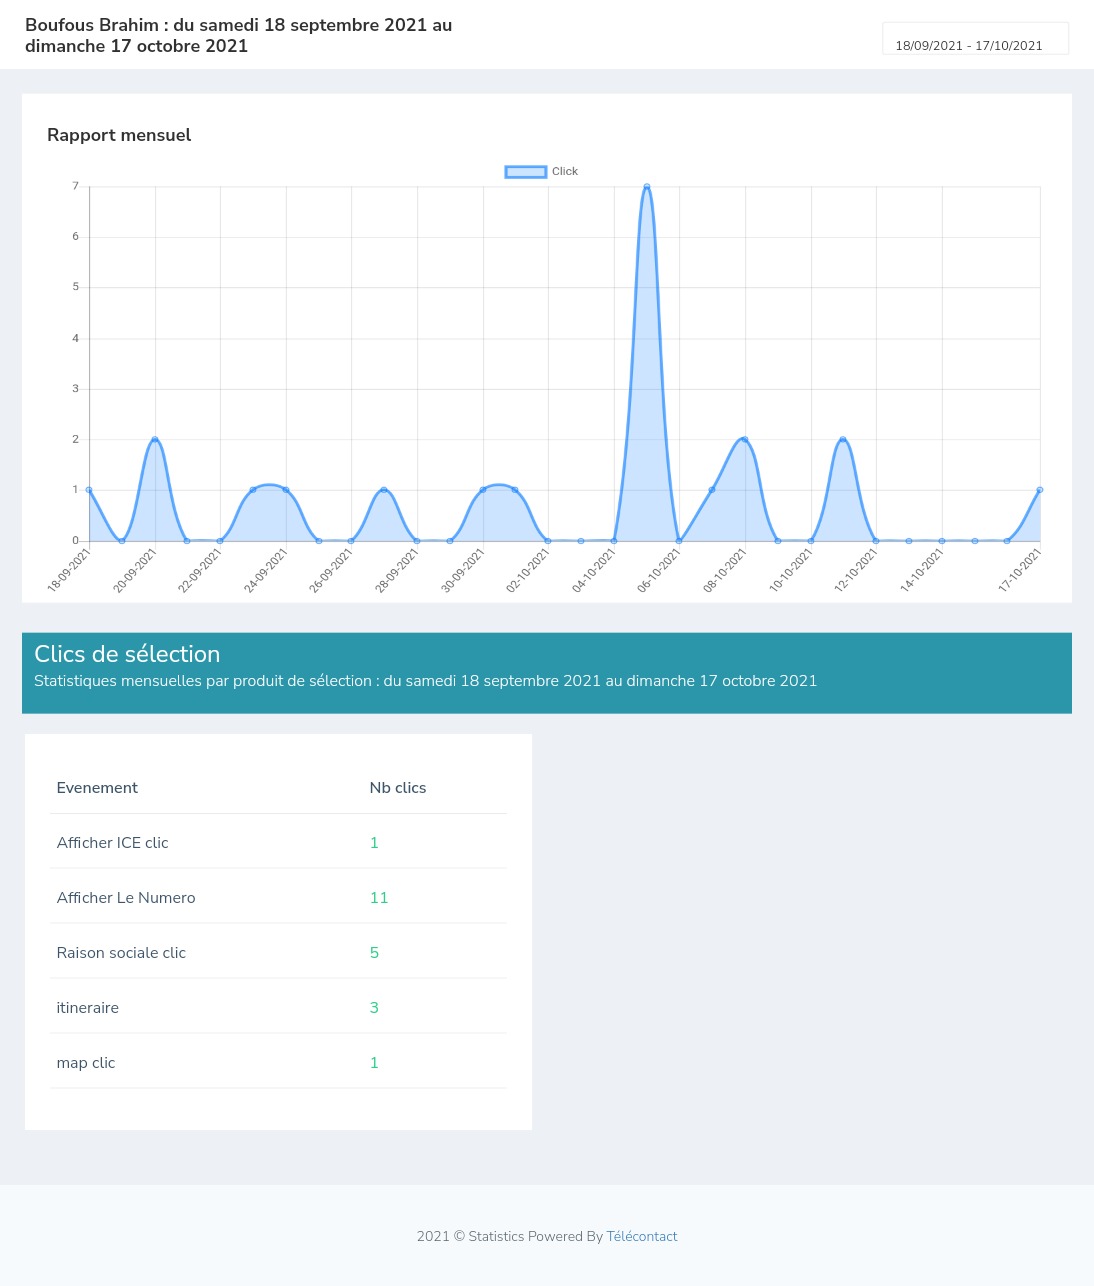 Boufous Brahim : du samedi 18 septembre 2021 au
dimanche 17 octobre 2021
18/09/2021 - 17/10/2021
Rapport mensuel
Click
7
6
5
4
3
2
1
0
18-09-2021
20-09-2021
22-09-2021
24-09-2021
26-09-2021
28-09-2021
30-09-2021
02-10-2021
04-10-2021
06-10-2021
08-10-2021
10-10-2021
12-10-2021
14-10-2021
17-10-2021
Clics de sélection
Statistiques mensuelles par produit de sélection : du samedi 18 septembre 2021 au dimanche 17 octobre 2021
Evenement Nb clics
Afficher ICE clic 1
Afficher Le Numero 11
Raison sociale clic 5
itineraire 3
map clic 1
2021 © Statistics Powered By Télécontact